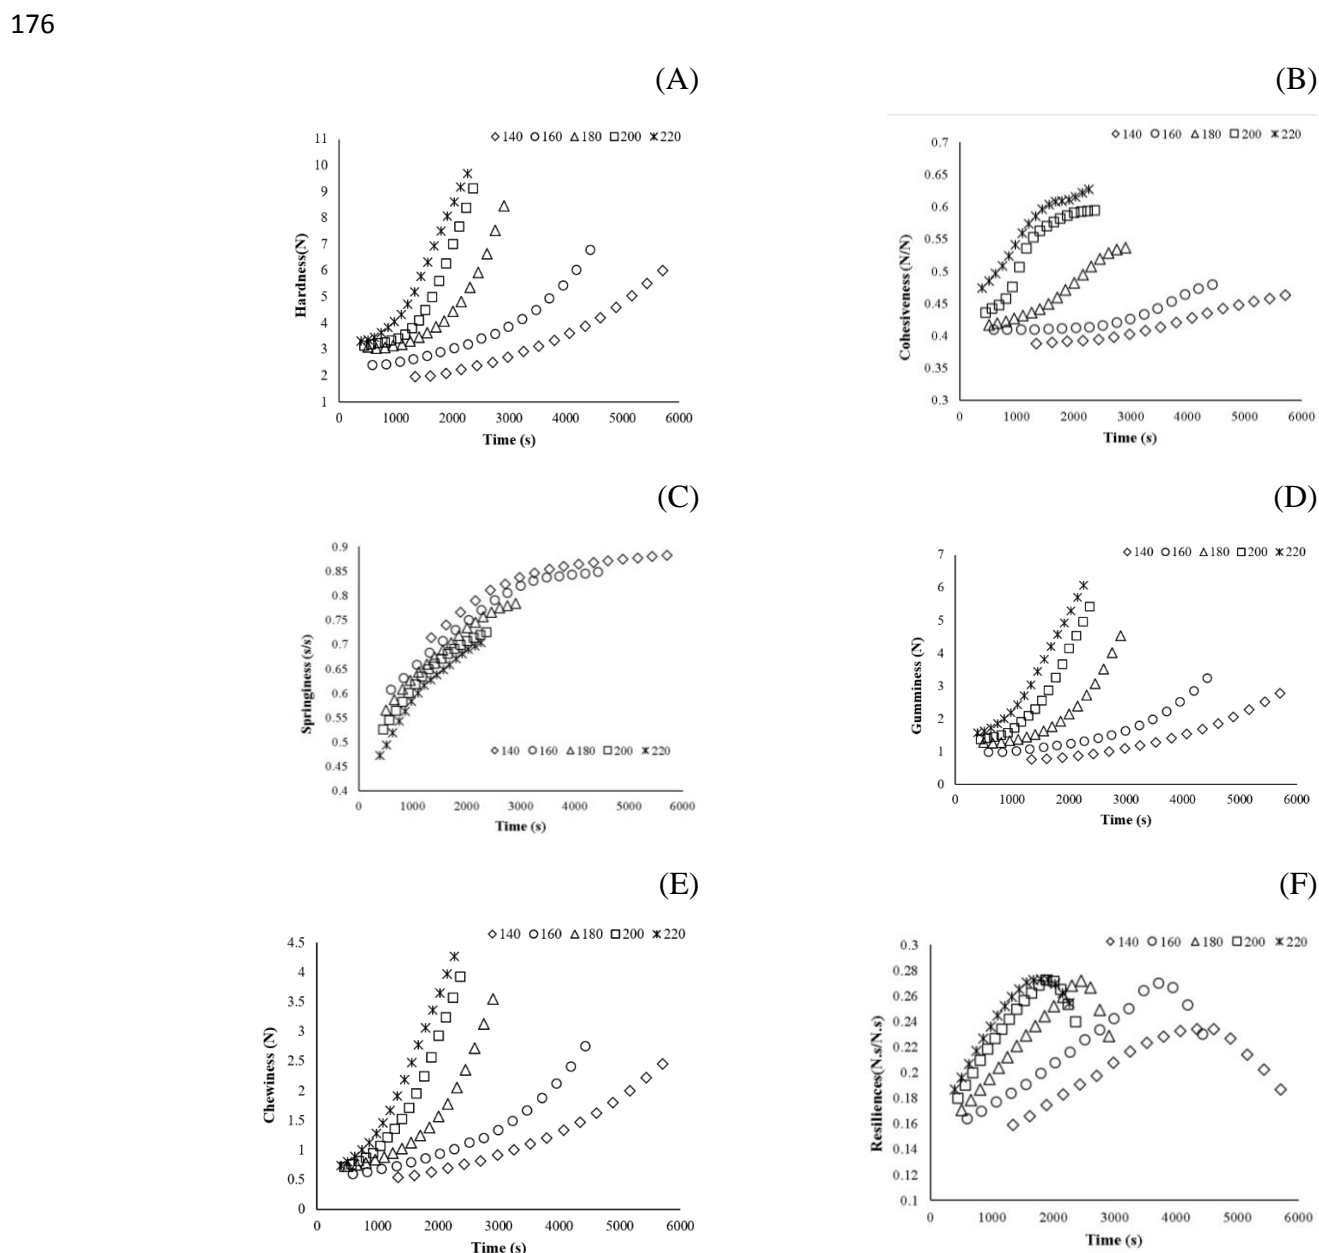 176
(A)
(B)
140 160 180 200 220
11
10
9
8
7
6
5
4
3
2
1
Hardness(N)
0 1000 2000 3000 4000 5000 6000
Time (s)
140 160 180 200 220
0.7
0.65
0.6
0.55
0.5
0.45
0.4
0.35
0.3
Cohesiveness (N/N)
0 1000 2000 3000 4000 5000 6000
Time (s)
(C)
(D)
0.9
0.85
0.8
0.75
0.7
0.65
0.6
0.55
0.5
0.45
0.4
Springiness (s/s)
140 160 180 200 220
0 1000 2000 3000 4000 5000 6000
Time (s)
140 160 180 200 220
7
6
5
4
3
2
1
0
Gumminess (N)
0 1000 2000 3000 4000 5000 6000
Time (s)
(E)
(F)
140 160 180 200 220
4.5
4
3.5
3
2.5
2
1.5
1
0.5
0
Chewiness (N)
0 1000 2000 3000 4000 5000 6000
Time (s)
140 160 180 200 220
0.3
0.28
0.26
0.24
0.22
0.2
0.18
0.16
0.14
0.12
0.1
Resiliences(N.s/N.s)
0 1000 2000 3000 4000 5000 6000
Time (s)